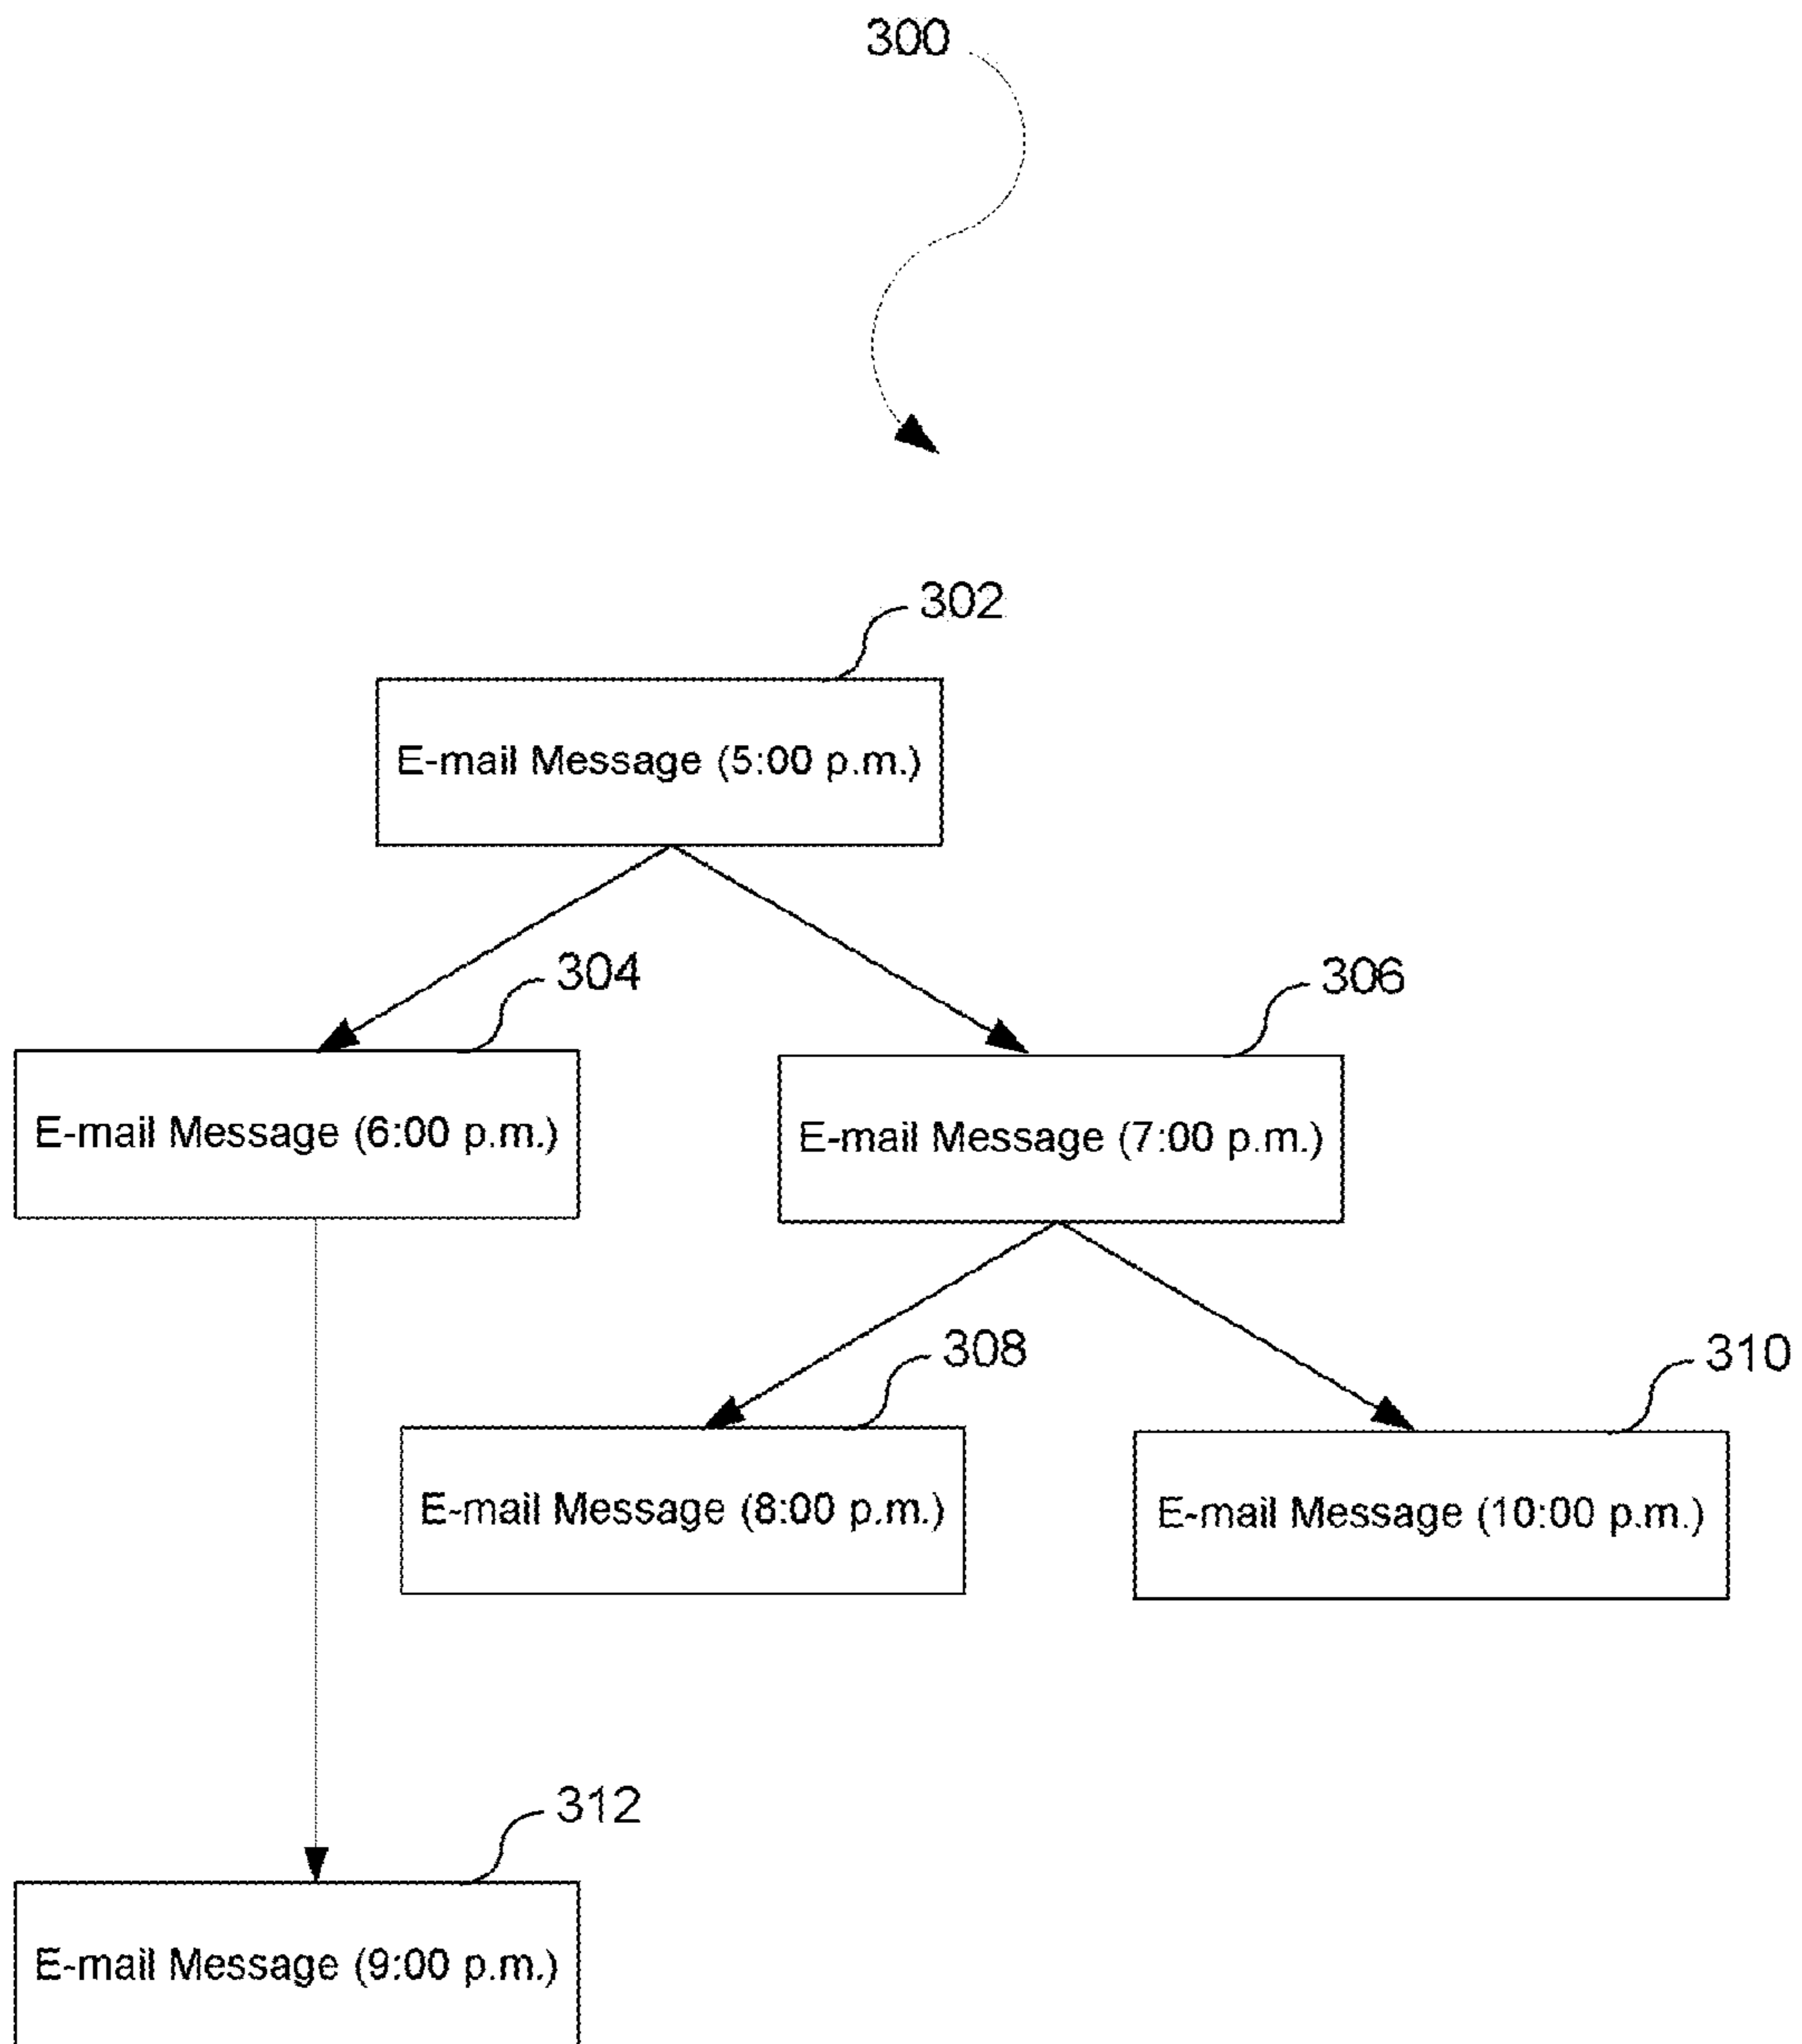 300
302
E-mail Message (5:00 p.m.)
304
306
E-mail Message (6:00 p.m.)
E-mail Message (7:00 p.m.)
308
310
E-mail Message (8:00 p.m.)
E-mail Message (10:00 p.m.)
312
E-mail Message (9:00 p.m.)